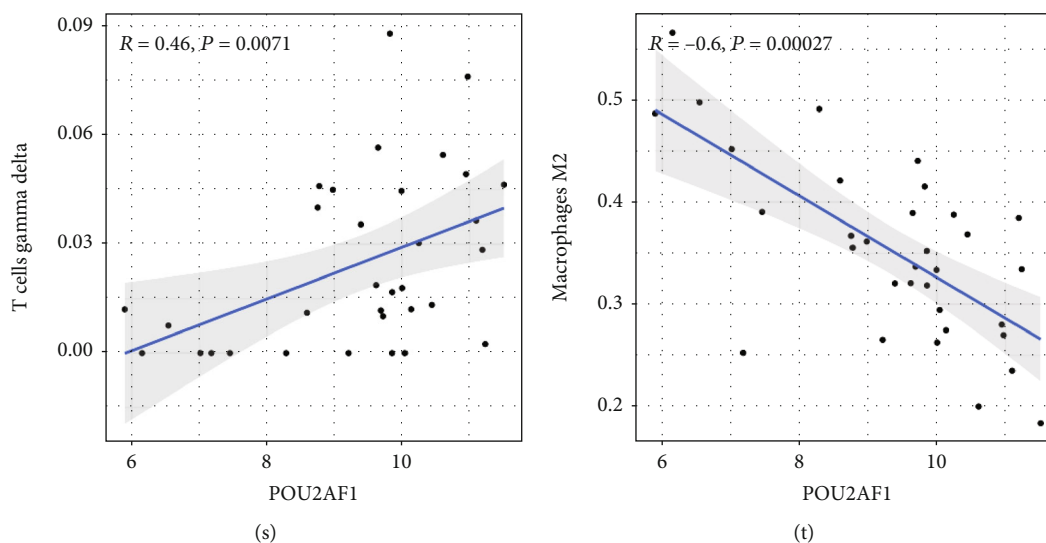 R = 0.46, P = 0.0071
0.09
0.06
0.03
0.00
T cells gamma delta
6
8
10
POU2AF1
(s)
R = –0.6, P = 0.00027
0.5
0.4
0.3
0.2
Macrophages M2
6
8
10
POU2AF1
(t)